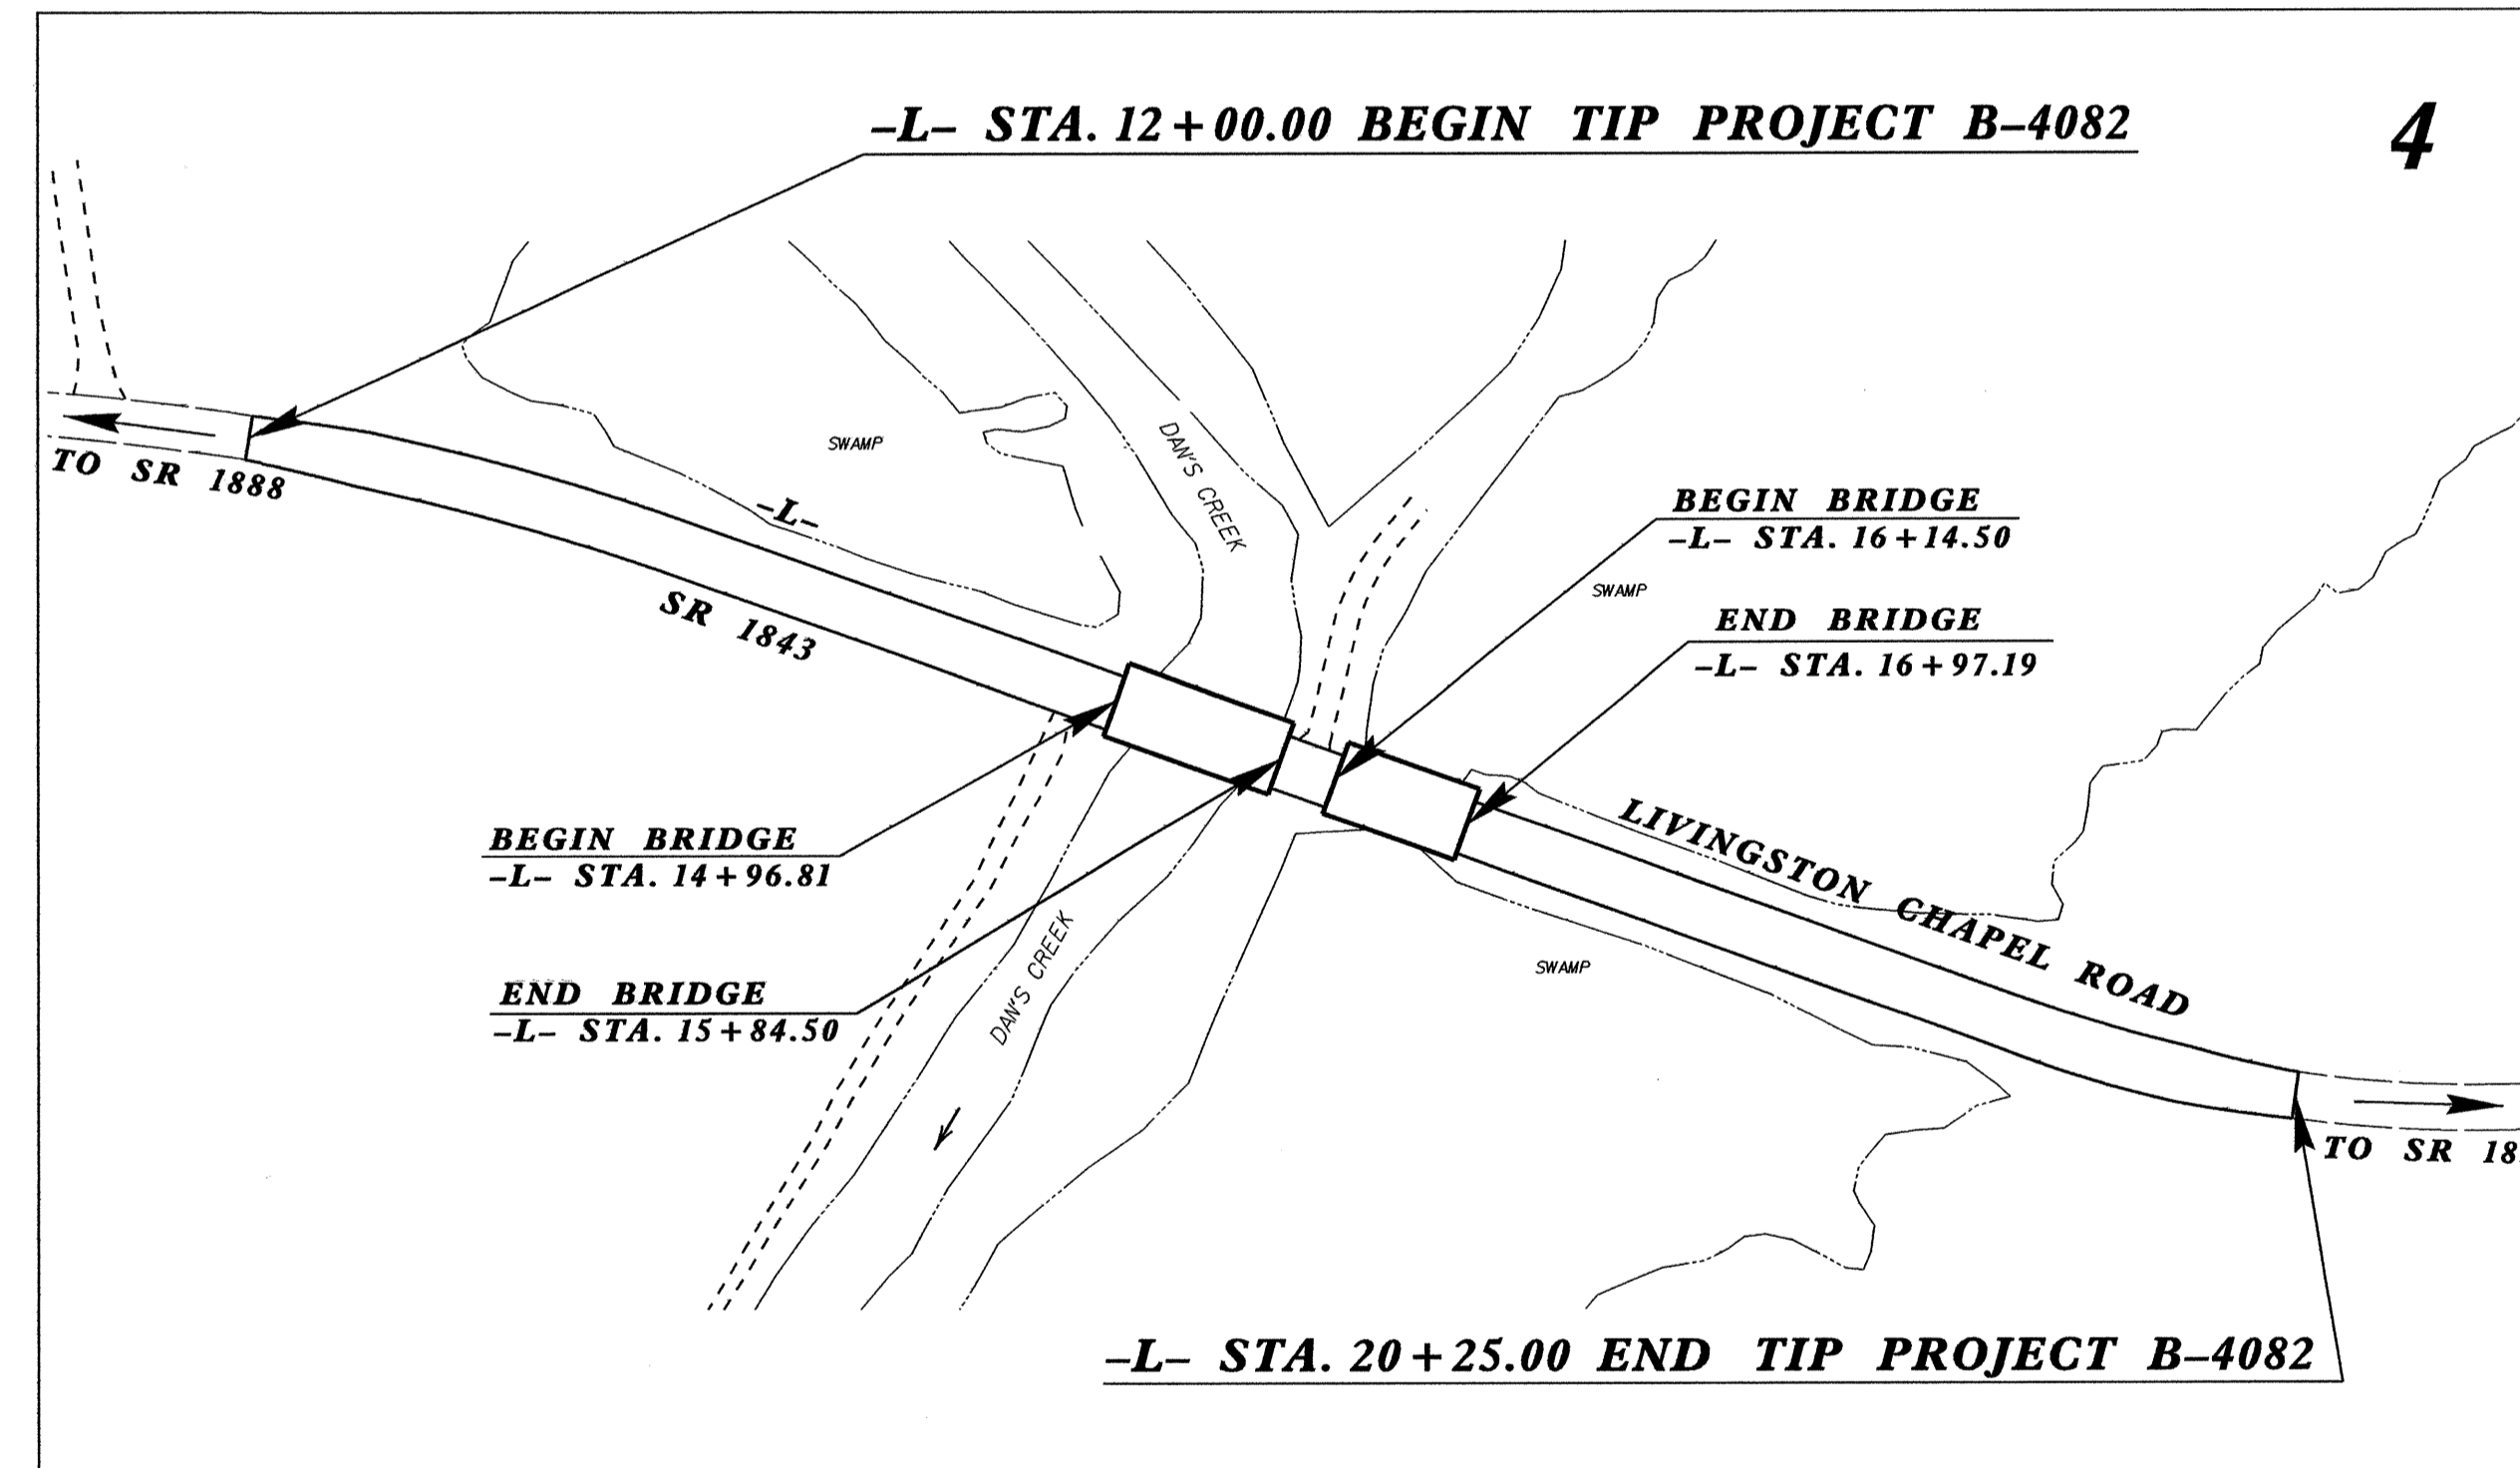 –L– STA. 12+00.00 BEGIN TIP PROJECT B–4082
4
TO SR 1888
SWAMP
DAN'S CREEK
–L–
BEGIN BRIDGE
–L– STA. 16+14.50
SWAMP
SR 1843
END BRIDGE
–L– STA. 16+97.19
BEGIN BRIDGE
–L– STA. 14+96.81
LIVINGSTON CHAPEL ROAD
DAN'S CREEK
SWAMP
END BRIDGE
–L– STA. 15+84.50
TO SR 18
–L– STA. 20+25.00 END TIP PROJECT B–4082